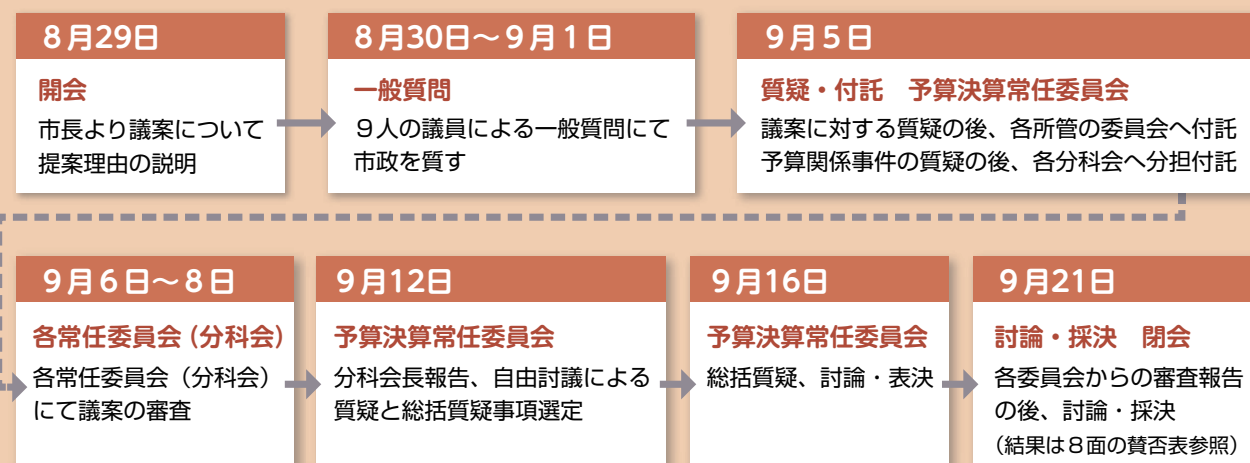 8月29日
開会
市長より議案について
提案理由の説明
8月30日～9月1日
一般質問
9人の議員による一般質問にて
市政を質す
9月5日
質疑・付託　予算決算常任委員会
議案に対する質疑の後、各所管の委員会へ付託
予算関係事件の質疑の後、各分科会へ分担付託
9月6日～8日
各常任委員会（分科会）
各常任委員会（分科会）
にて議案の審査
9月12日
予算決算常任委員会
分科会長報告、自由討議による
質疑と総括質疑事項選定
9月16日
予算決算常任委員会
総括質疑、討論・表決
9月21日
討論・採決　閉会
各委員会からの審査報告
の後、討論・採決
（結果は8面の賛否表参照）